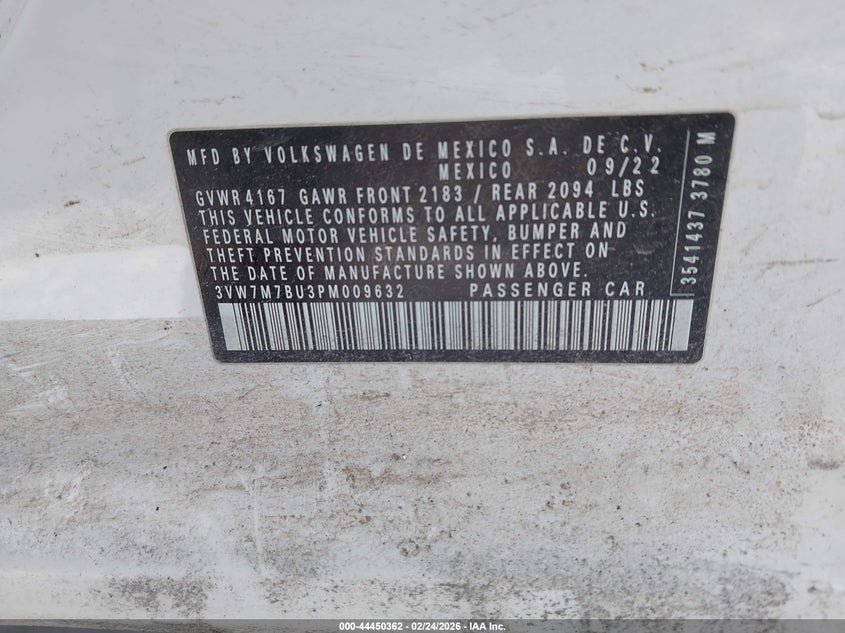 MFD BY VOLKSWAGEN DE MEXICO S.A. DE C.V.
MEXICO 09/22
GVWR 4167 GAWR FRONT 2183 / REAR 2094 LBS
THIS VEHICLE CONFORMS TO ALL APPLICABLE U.S.
FEDERAL MOTOR VEHICLE SAFETY, BUMPER AND
THEFT PREVENTION STANDARDS IN EFFECT ON
THE DATE OF MANUFACTURE SHOWN ABOVE.
3VW7M7BU3PM009632 PASSENGER CAR
3541437 3780 M
000-44450362 - 02/24/2026 - IAA Inc.